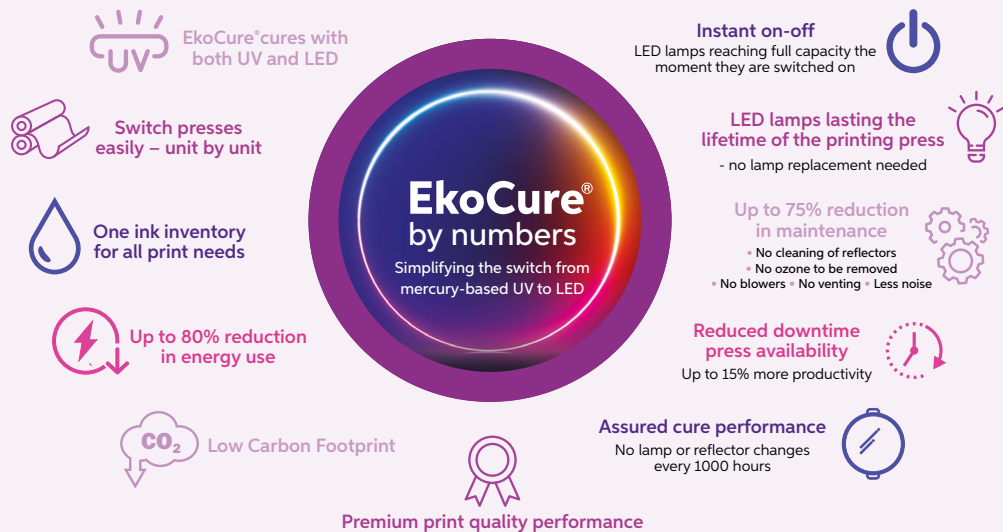 UV
EkoCure® cures with
both UV and LED
Switch presses
easily – unit by unit
One ink inventory
for all print needs
Up to 80% reduction
in energy use
CO2
Low Carbon Footprint
EkoCure®
by numbers
Simplifying the switch from
mercury-based UV to LED
Premium print quality performance
Instant on-off
LED lamps reaching full capacity the
moment they are switched on
LED lamps lasting the
lifetime of the printing press
- no lamp replacement needed
Up to 75% reduction
in maintenance
• No cleaning of reflectors
• No ozone to be removed
• No blowers • No venting • Less noise
Reduced downtime
press availability
Up to 15% more productivity
Assured cure performance
No lamp or reflector changes
every 1000 hours